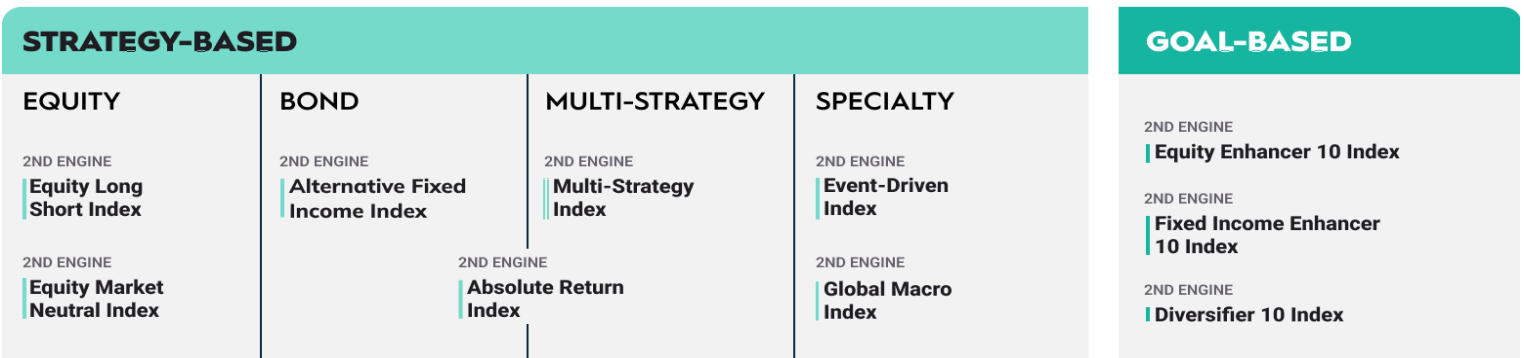 STRATEGY-BASED
EQUITY
2ND ENGINE
Equity Long
Short Index
2ND ENGINE
Equity Market
Neutral Index
BOND
2ND ENGINE
Alternative Fixed
Income Index
2ND ENGINE
Absolute Return
Index
MULTI-STRATEGY
2ND ENGINE
Multi-Strategy
Index
SPECIALTY
2ND ENGINE
Event-Driven
Index
2ND ENGINE
Global Macro
Index
GOAL-BASED
2ND ENGINE
Equity Enhancer 10 Index
2ND ENGINE
Fixed Income Enhancer
10 Index
2ND ENGINE
Diversifier 10 Index